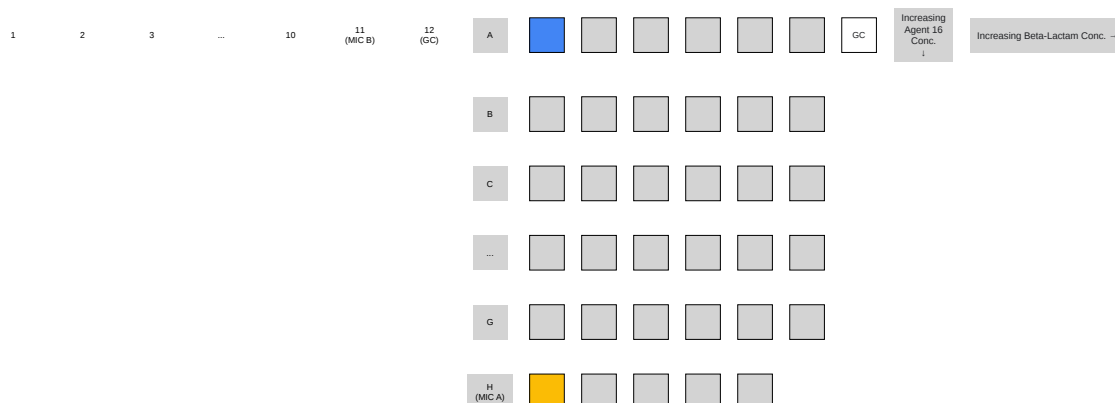 1
2
3
...
10
11
(MIC B)
12
(GC)
A
GC
Increasing
Agent 16
Conc.
↓
Increasing Beta-Lactam Conc. →
B
C
...
G
H
(MIC A)